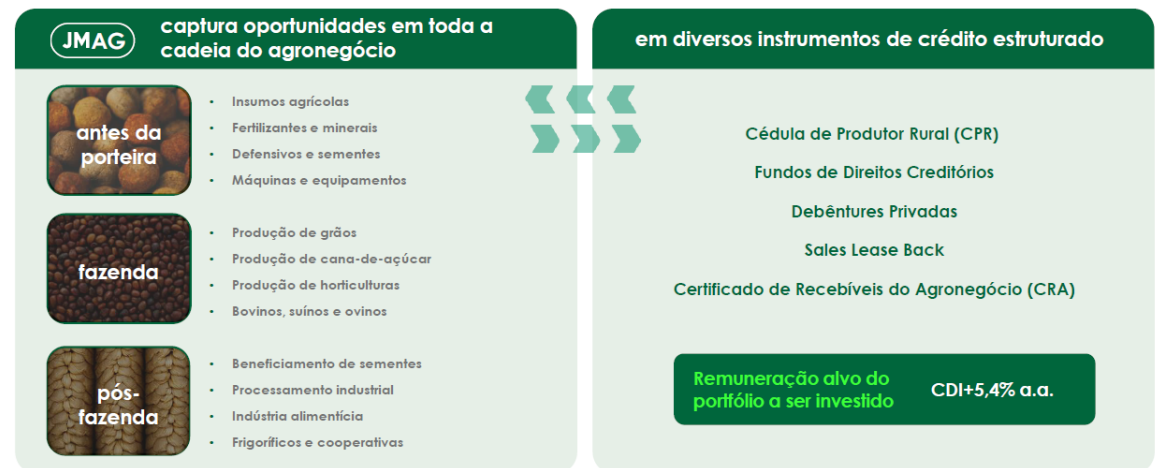 JMAG
captura oportunidades em toda a
cadeia do agronegócio
antes da
porteira
• Insumos agrícolas
• Fertilizantes e minerais
• Defensivos e sementes
• Máquinas e equipamentos
fazenda
• Produção de grãos
• Produção de cana-de-açúcar
• Produção de horticulturas
• Bovinos, suínos e ovinos
pós-
fazenda
• Beneficiamento de sementes
• Processamento industrial
• Indústria alimentícia
• Frigoríficos e cooperativas
em diversos instrumentos de crédito estruturado
Cédula de Produtor Rural (CPR)
Fundos de Direitos Creditórios
Debêntures Privadas
Sales Lease Back
Certificado de Recebíveis do Agronegócio (CRA)
Remuneração alvo do
portfólio a ser investido
CDI+5,4% a.a.